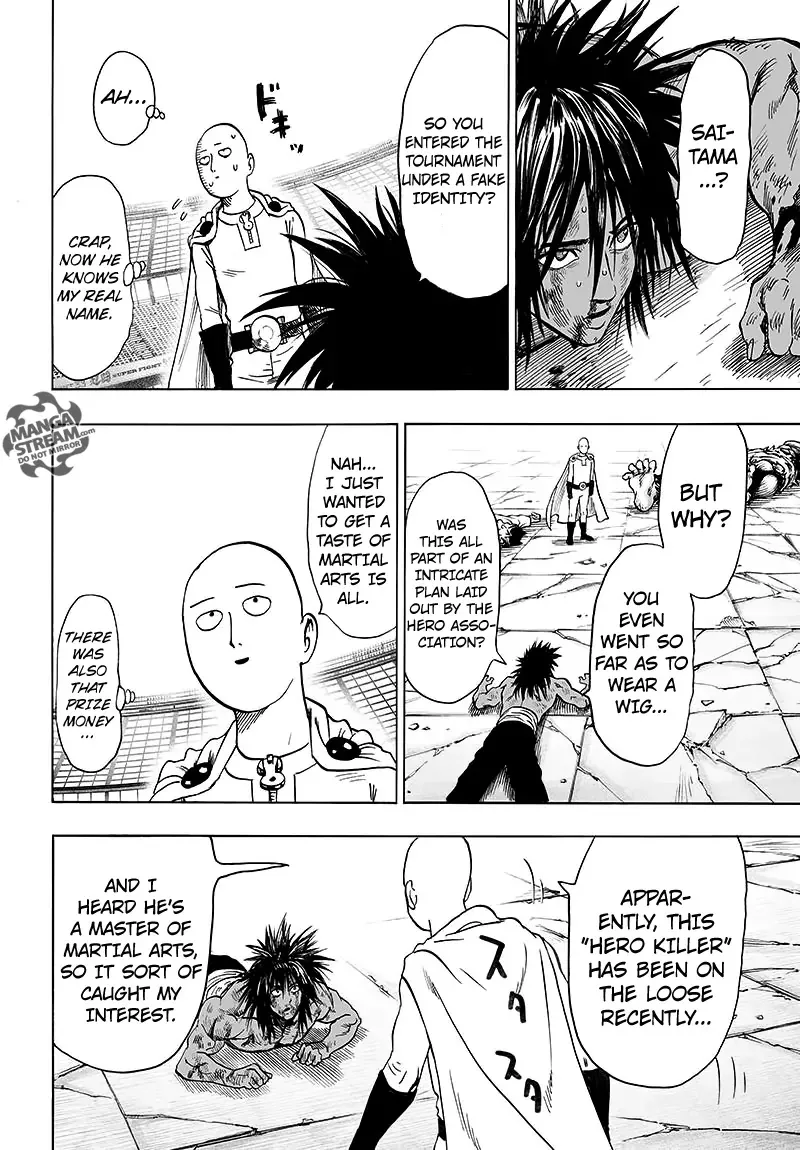 SAI-
TAMA
...?
SO YOU
ENTERED THE
TOURNAMENT
UNDER A FAKE
IDENTITY?
ドキ
AH...
CRAP,
NOW HE
KNOWS
MY REAL
NAME.
SUPER FIGHT
BUT
WHY?
YOU
EVEN
WENT SO
FAR AS TO
WEAR A
WIG...
WAS
THIS ALL
PART OF AN
INTRICATE
PLAN LAID
OUT BY THE
HERO ASSO-
CIATION?
NAH...
I JUST
WANTED
TO GET A
TASTE OF
MARTIAL
ARTS IS
ALL.
THERE
WAS
ALSO
THAT
PRIZE
MONEY
...
MANGA
STREAM.com
DO NOT MIRROR
APPAR-
ENTLY, THIS
"HERO KILLER"
HAS BEEN ON
THE LOOSE
RECENTLY...
スタ
スタ
AND I
HEARD HE'S
A MASTER OF
MARTIAL ARTS,
SO IT SORT OF
CAUGHT MY
INTEREST.